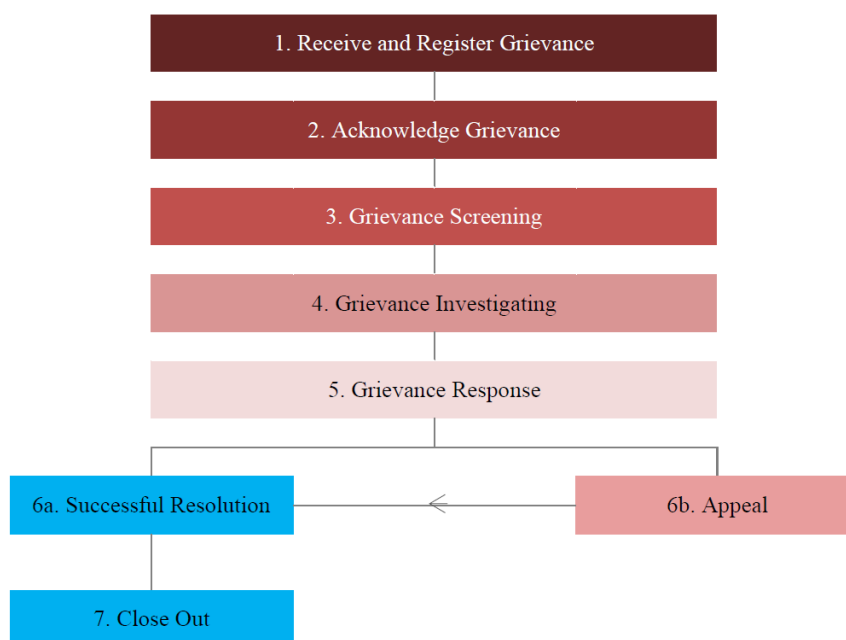 1. Receive and Register Grievance
2. Acknowledge Grievance
3. Grievance Screening
4. Grievance Investigating
5. Grievance Response
6a. Successful Resolution
6b. Appeal
7. Close Out